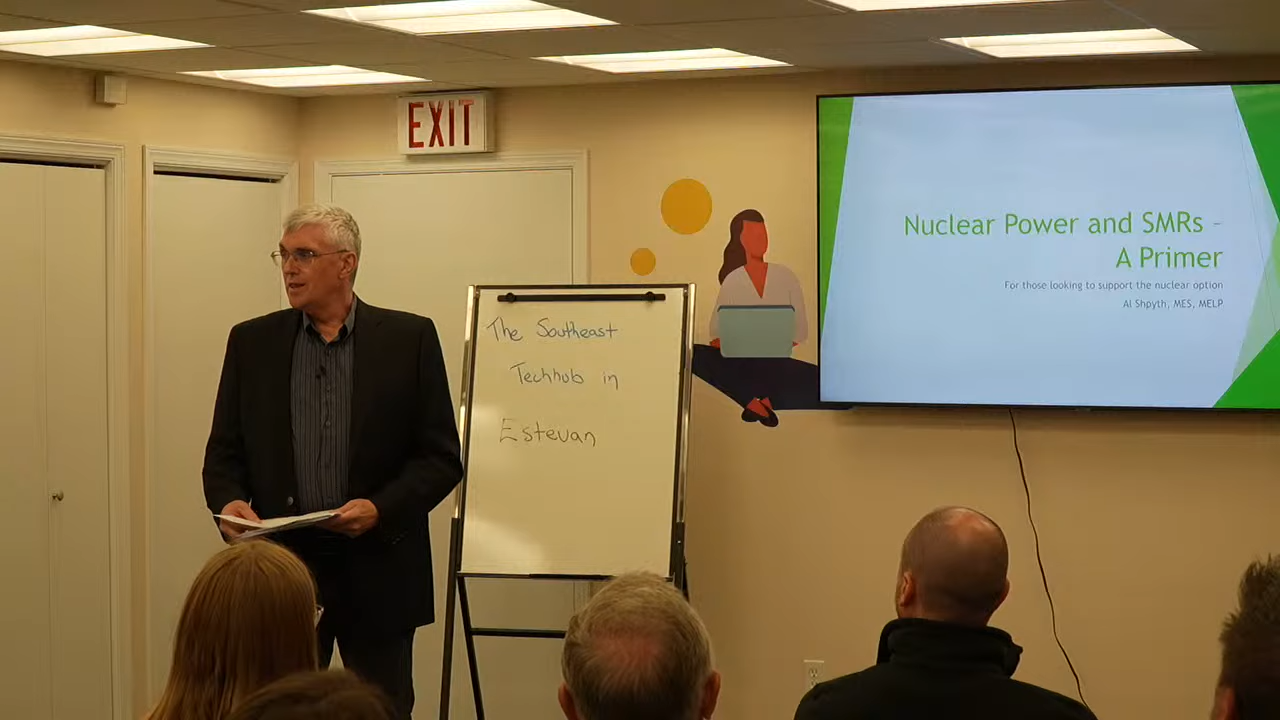 EXIT
The Southeast
Techhub in
Estevan
Nuclear Power and SMRs –
A Primer
For those looking to support the nuclear option
Al Shpyth, MES, MELP